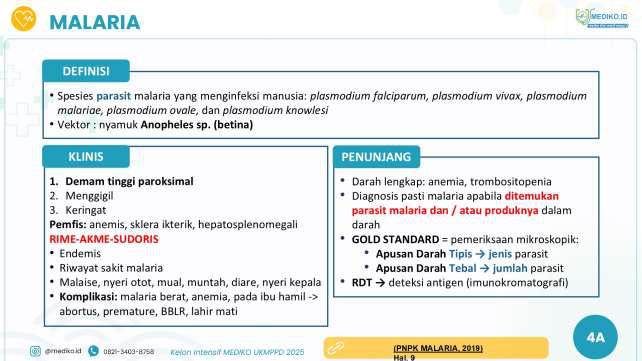 MALARIA
MEDIKO.ID
DEFINISI
• Spesies parasit malaria yang menginfeksi manusia: plasmodium falciparum, plasmodium vivax, plasmodium
malariae, plasmodium ovale, dan plasmodium knowlesi
• Vektor : nyamuk Anopheles sp. (betina)
KLINIS
1. Demam tinggi paroksimal
2. Menggigil
3. Keringat
Pemfis: anemis, sklera ikterik, hepatosplenomegali
RIME-AKME-SUDORIS
• Endemis
• Riwayat sakit malaria
• Malaise, nyeri otot, mual, muntah, diare, nyeri kepala
• Komplikasi: malaria berat, anemia, pada ibu hamil ->
abortus, premature, BBLR, lahir mati
PENUNJANG
• Darah lengkap: anemia, trombositopenia
• Diagnosis pasti malaria apabila ditemukan
parasit malaria dan / atau produknya dalam
darah
• GOLD STANDARD = pemeriksaan mikroskopik:
• Apusan Darah Tipis → jenis parasit
• Apusan Darah Tebal → jumlah parasit
• RDT → deteksi antigen (imunokromatografi)
@mediko.id
0821-3403-8758
Kelon Intensif MEDIKO UKMPPD 2025
(PNPK MALARIA, 2019)
Hal. 9
4A